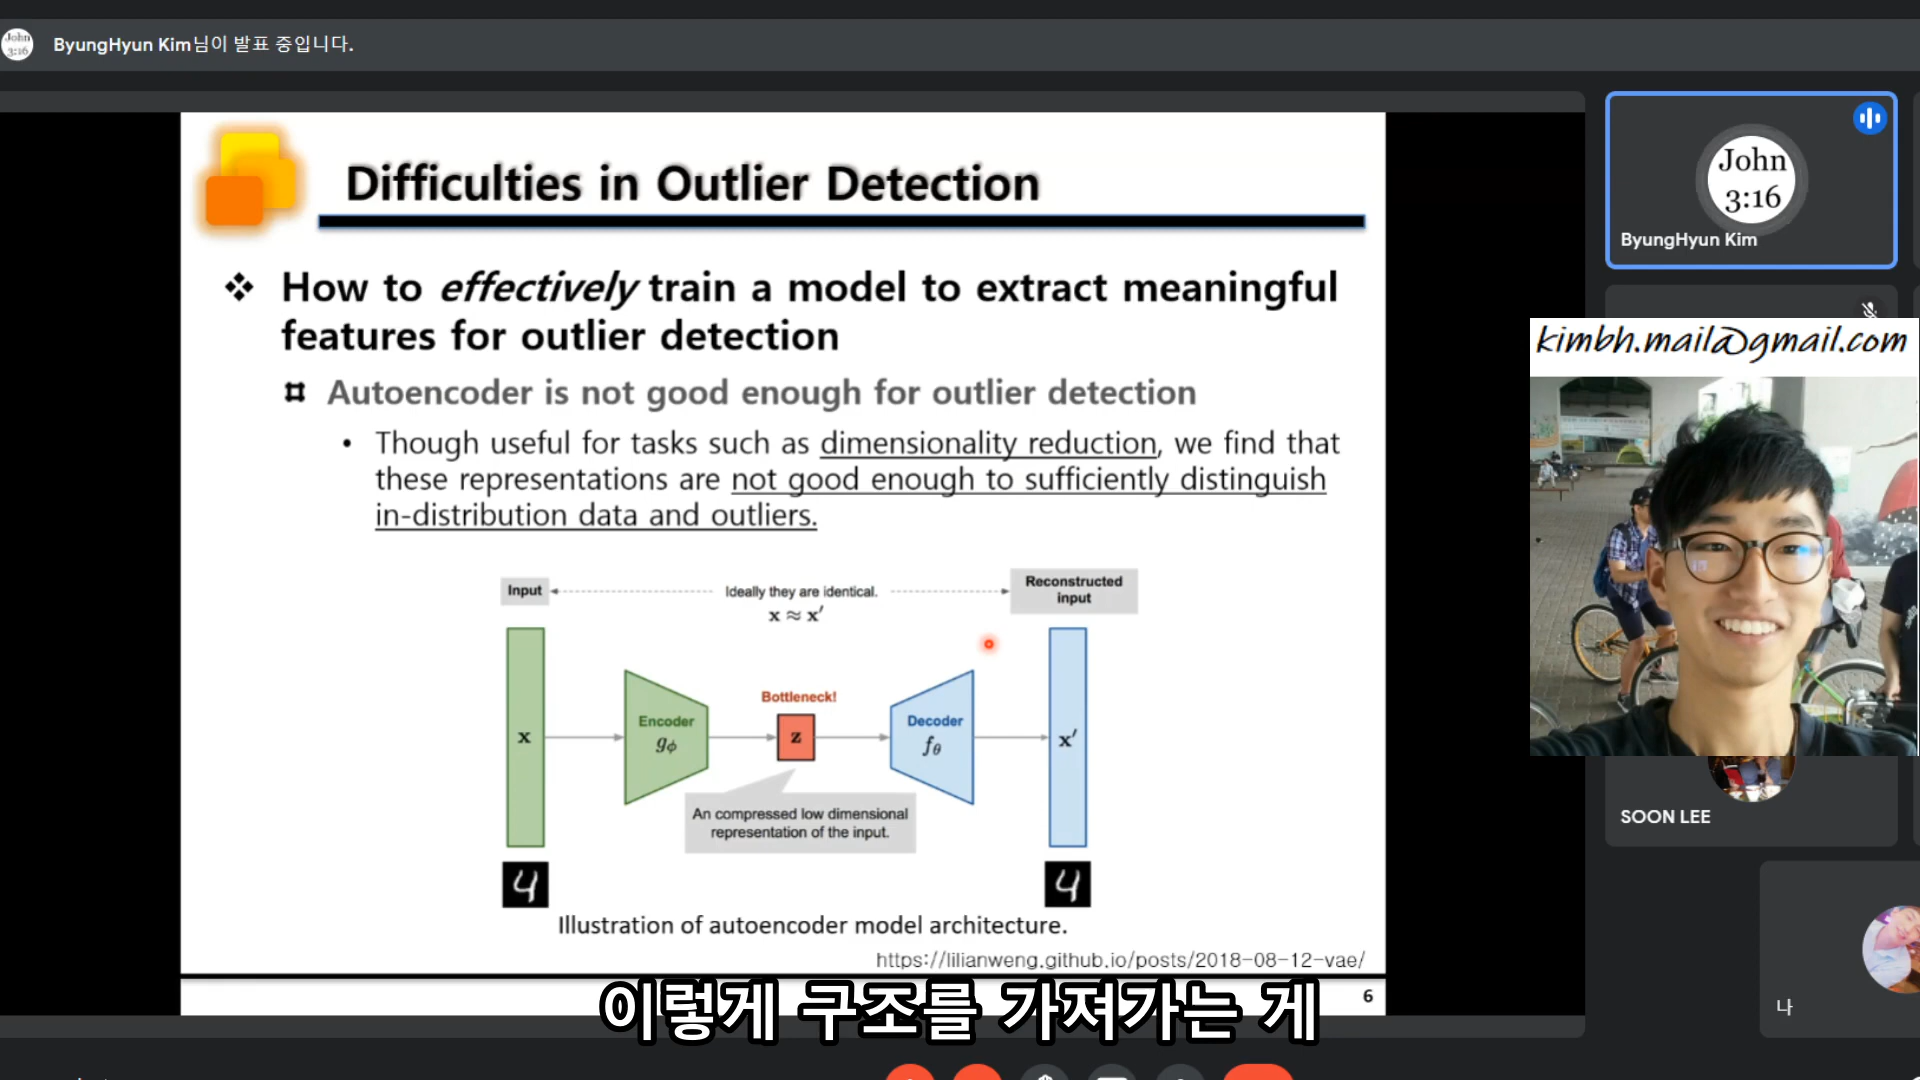 John
3:16
ByungHyun Kim님이 발표 중입니다.
Difficulties in Outlier Detection
How to effectively train a model to extract meaningful
features for outlier detection
Autoencoder is not good enough for outlier detection
• Though useful for tasks such as dimensionality reduction, we find that
these representations are not good enough to sufficiently distinguish
in-distribution data and outliers.
Input
Ideally they are identical.
x ≈ x′
Reconstructed
input
x
Encoder
gϕ
Bottleneck!
z
Decoder
fθ
x′
An compressed low dimensional
representation of the input.
4
4
Illustration of autoencoder model architecture.
https://lilianweng.github.io/posts/2018-08-12-vae/
6
이렇게 구조를 가져가는 게
John
3:16
ByungHyun Kim
kimbh.mail@gmail.com
SOON LEE
나